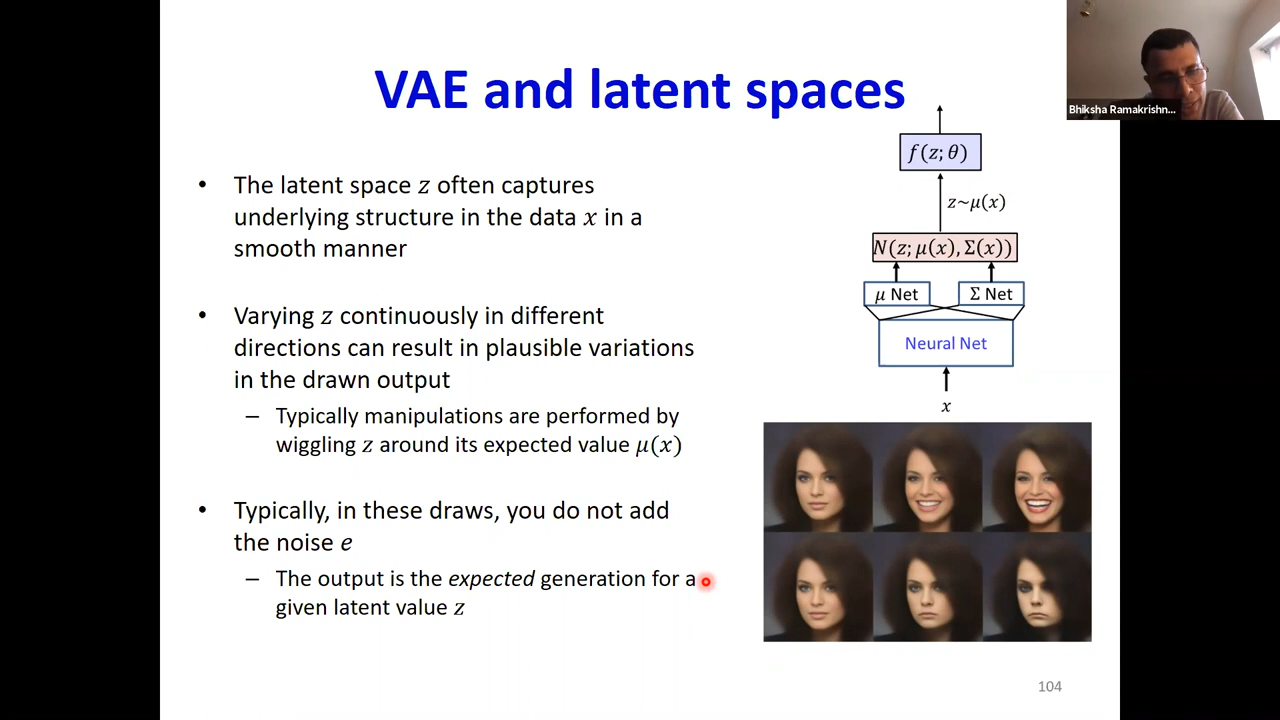 VAE and latent spaces
Bhiksha Ramakrishn...
• The latent space z often captures
underlying structure in the data x in a
smooth manner
• Varying z continuously in different
directions can result in plausible variations
in the drawn output
– Typically manipulations are performed by
wiggling z around its expected value μ(x)
• Typically, in these draws, you do not add
the noise e
– The output is the expected generation for a
given latent value z
f(z; θ)
z~μ(x)
N(z; μ(x), Σ(x))
μ Net
Σ Net
Neural Net
x
104